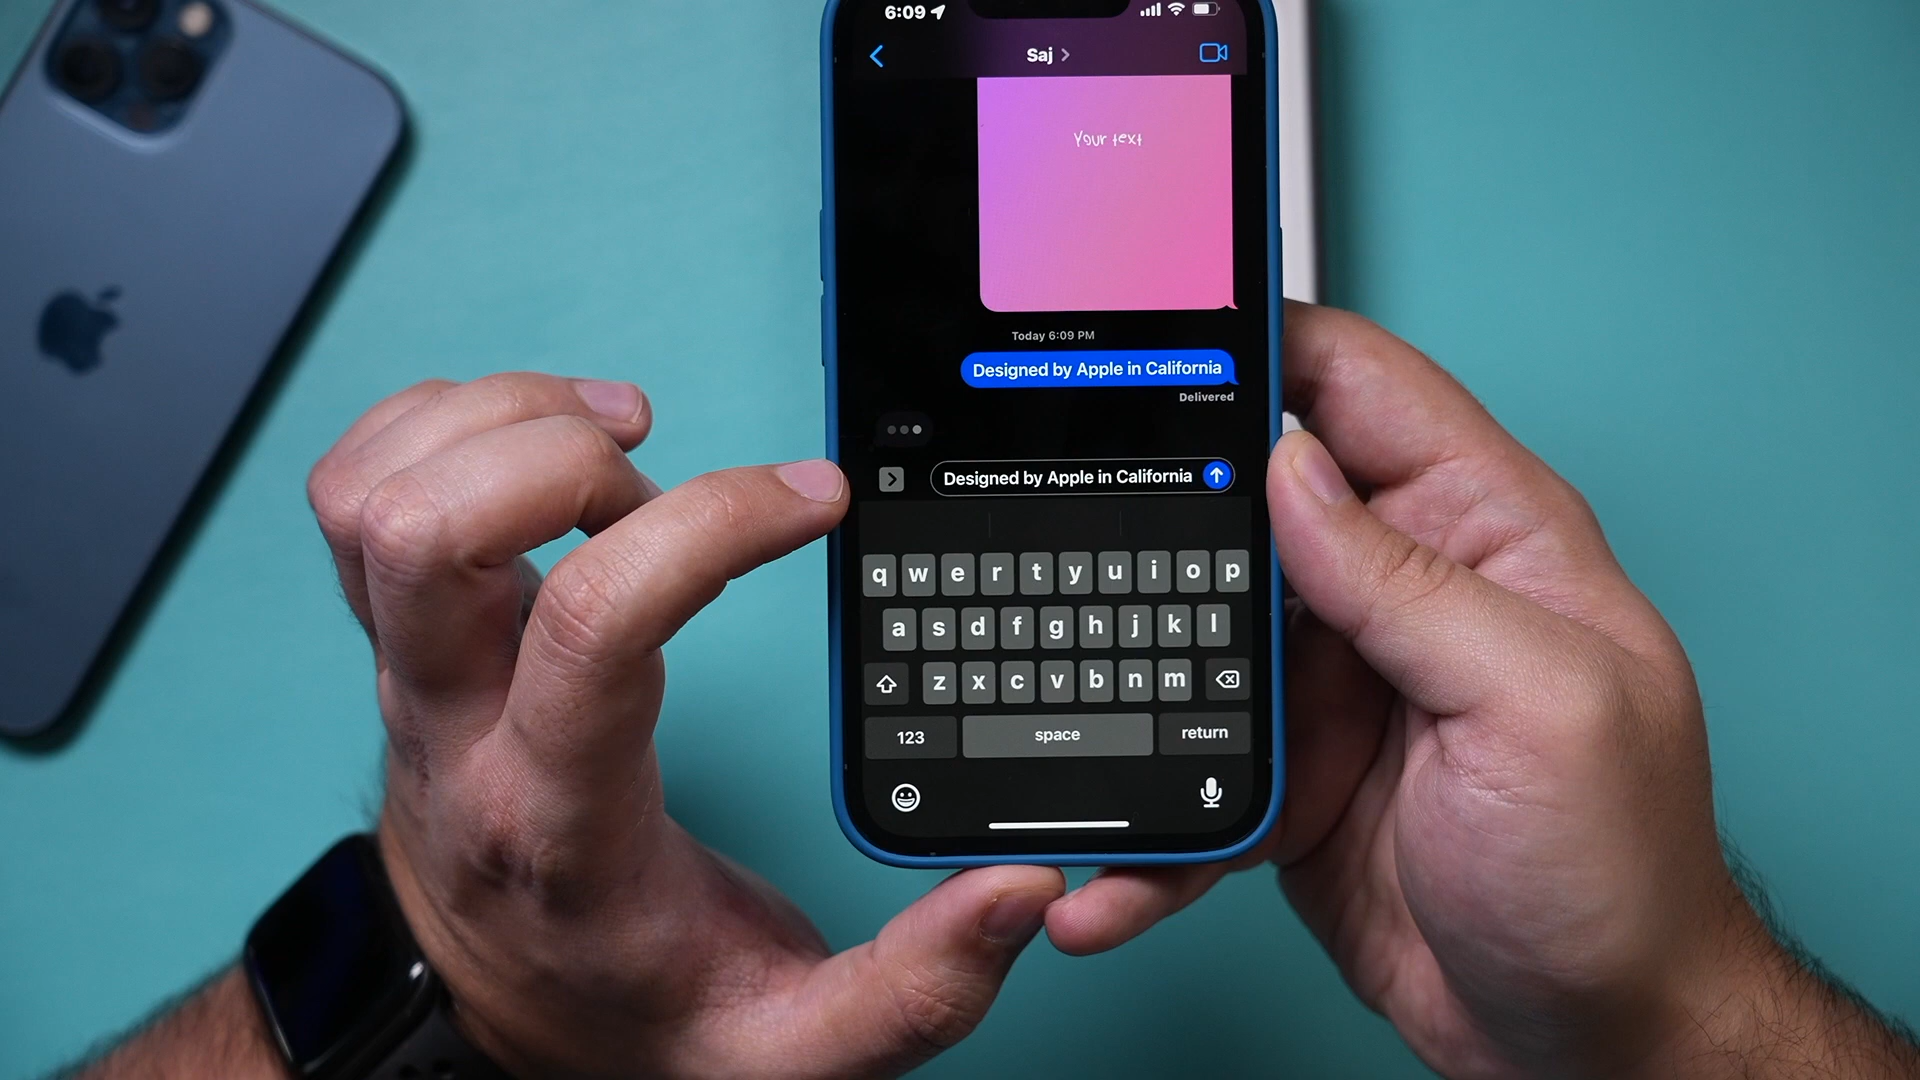 6:09
Saj
Your text
Today 6:09 PM
Designed by Apple in California
Delivered
Designed by Apple in California
q w e r t y u i o p
a s d f g h j k l
z x c v b n m
123 space return